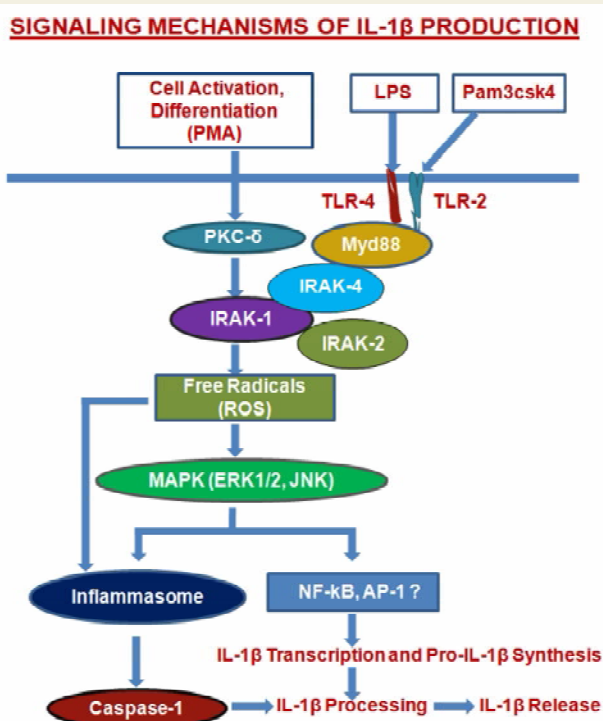 SIGNALING MECHANISMS OF IL-1β PRODUCTION
Cell Activation,
Differentiation
(PMA)
LPS
Pam3csk4
TLR-4
TLR-2
PKC-δ
Myd88
IRAK-4
IRAK-1
IRAK-2
Free Radicals
(ROS)
MAPK (ERK1/2, JNK)
Inflammasome
NF-kB, AP-1 ?
IL-1β Transcription and Pro-IL-1β Synthesis
Caspase-1
IL-1β Processing
IL-1β Release